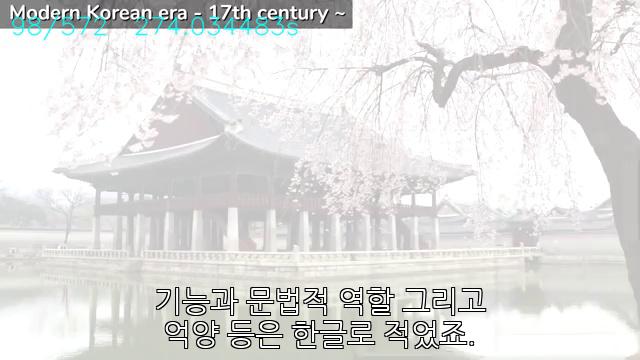 Modern Korean era - 17th century ~
98/572 274.034483s
기능과 문법적 역할 그리고
억양 등은 한글로 적었죠.